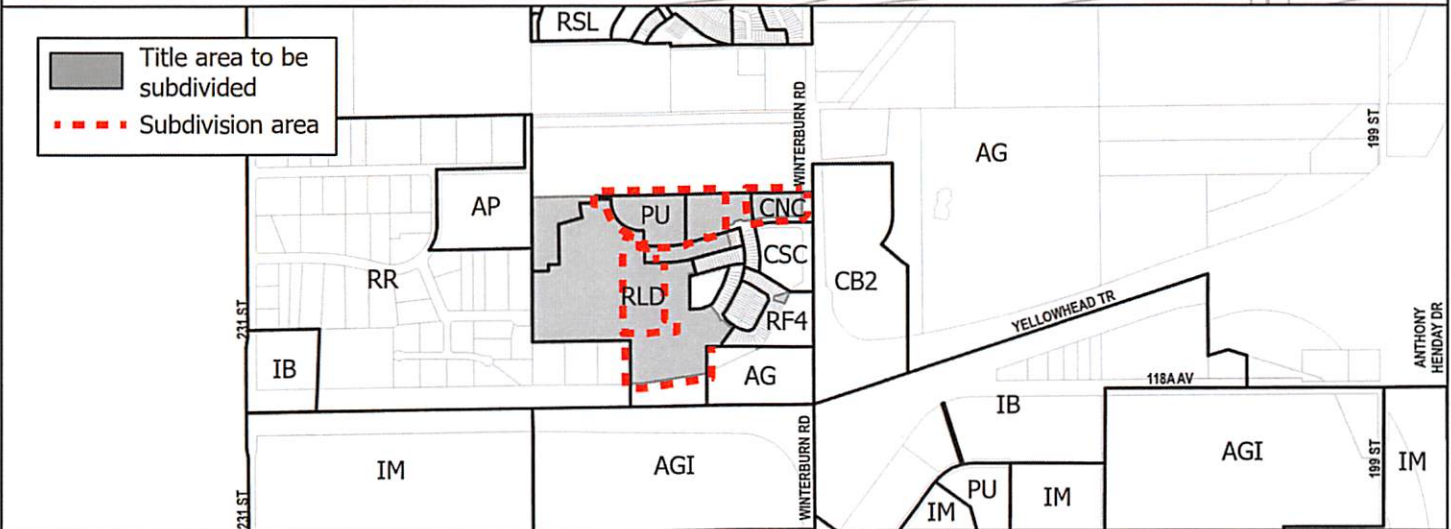 RSL
Title area to be
subdivided
Subdivision area
WINTERBURN RD
199 ST
AG
AP
PU
CNC
CSC
RR
CB2
RLD
RF4
231 ST
YELLOWHEAD TR
ANTHONY
HENDAY DR
IB
AG
118A AV
IB
WINTERBURN RD
IM
AGI
AGI
199 ST
IM
231 ST
PU
IM
IM